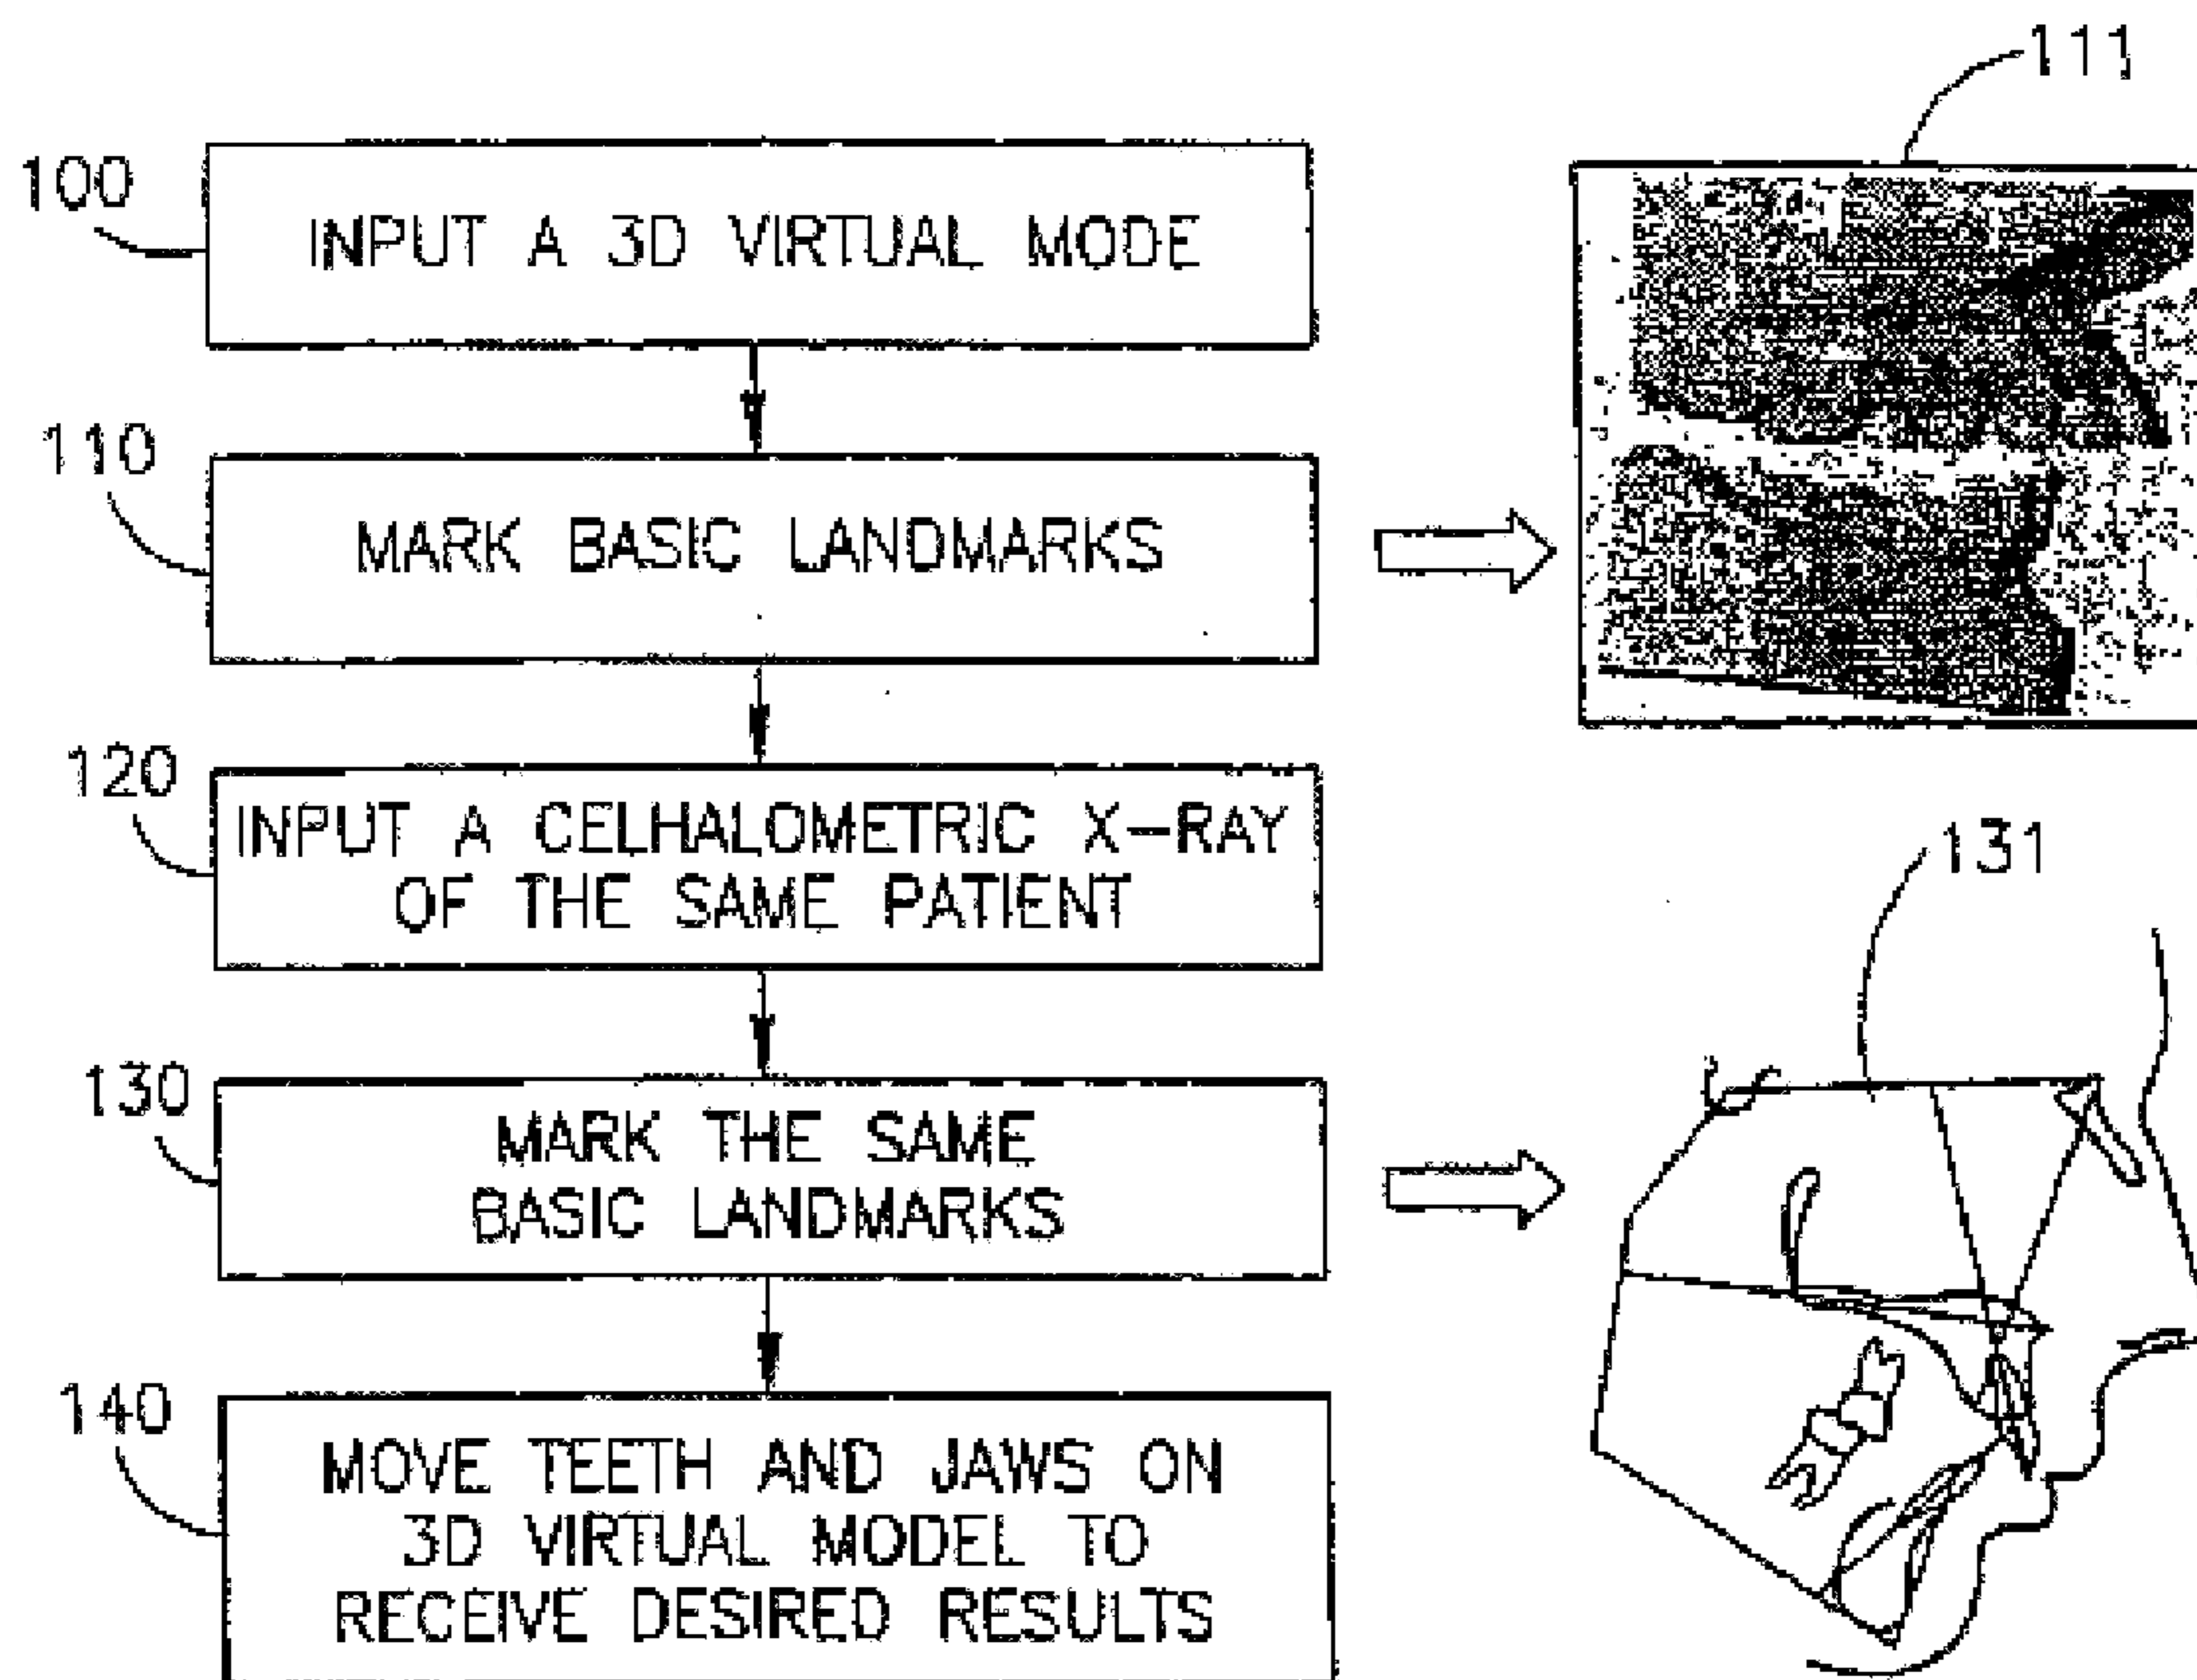 111
100
INPUT A 3D VIRTUAL MODE
110
MARK BASIC LANDMARKS
120
INPUT A CELHALOMETRIC X-RAY
OF THE SAME PATIENT
131
130
MARK THE SAME
BASIC LANDMARKS
140
MOVE TEETH AND JAWS ON
3D VIRTUAL MODEL TO
RECEIVE DESIRED RESULTS